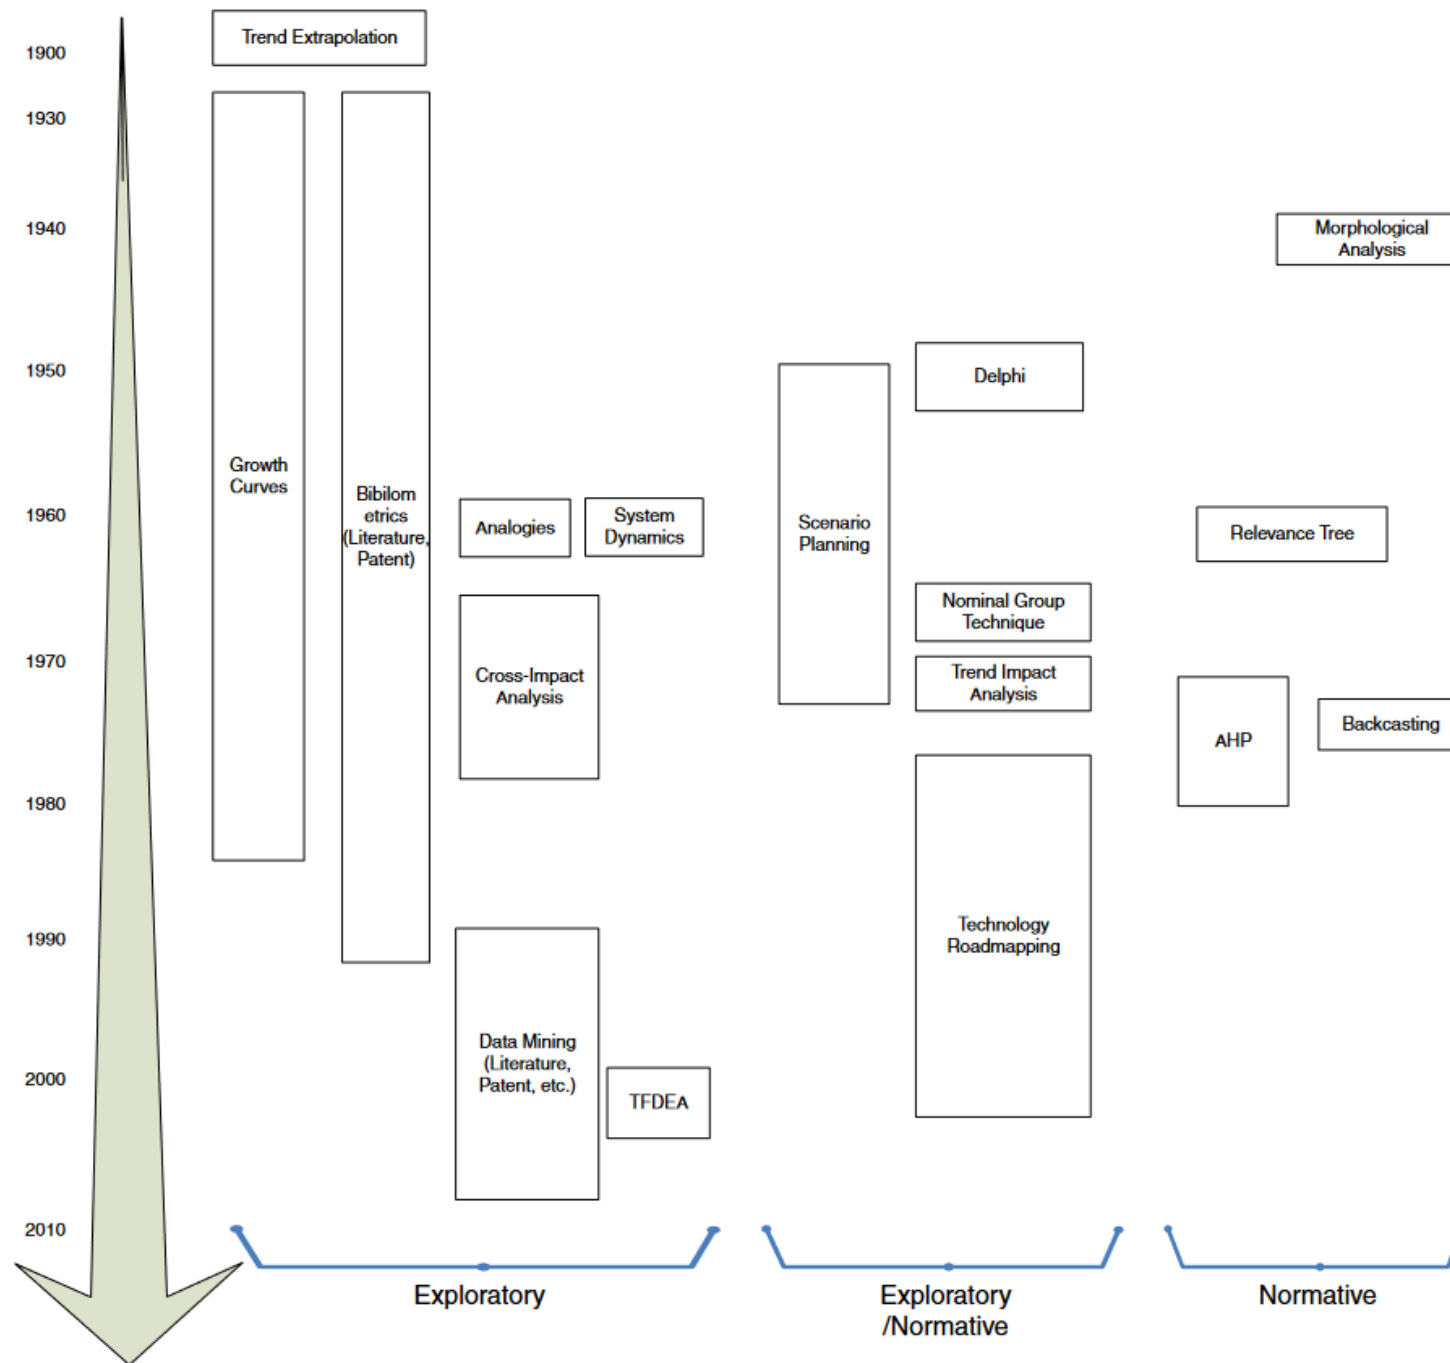 1900
Trend Extrapolation
1930
1940
Morphological
Analysis
1950
Delphi
Growth
Curves
Bibilom
etrics
(Literature,
Patent)
1960
Analogies
System
Dynamics
Scenario
Planning
Relevance Tree
Nominal Group
Technique
1970
Cross-Impact
Analysis
Trend Impact
Analysis
AHP
Backcasting
1980
1990
Technology
Roadmapping
Data Mining
(Literature,
Patent, etc.)
2000
TFDEA
2010
Exploratory
Exploratory
/Normative
Normative